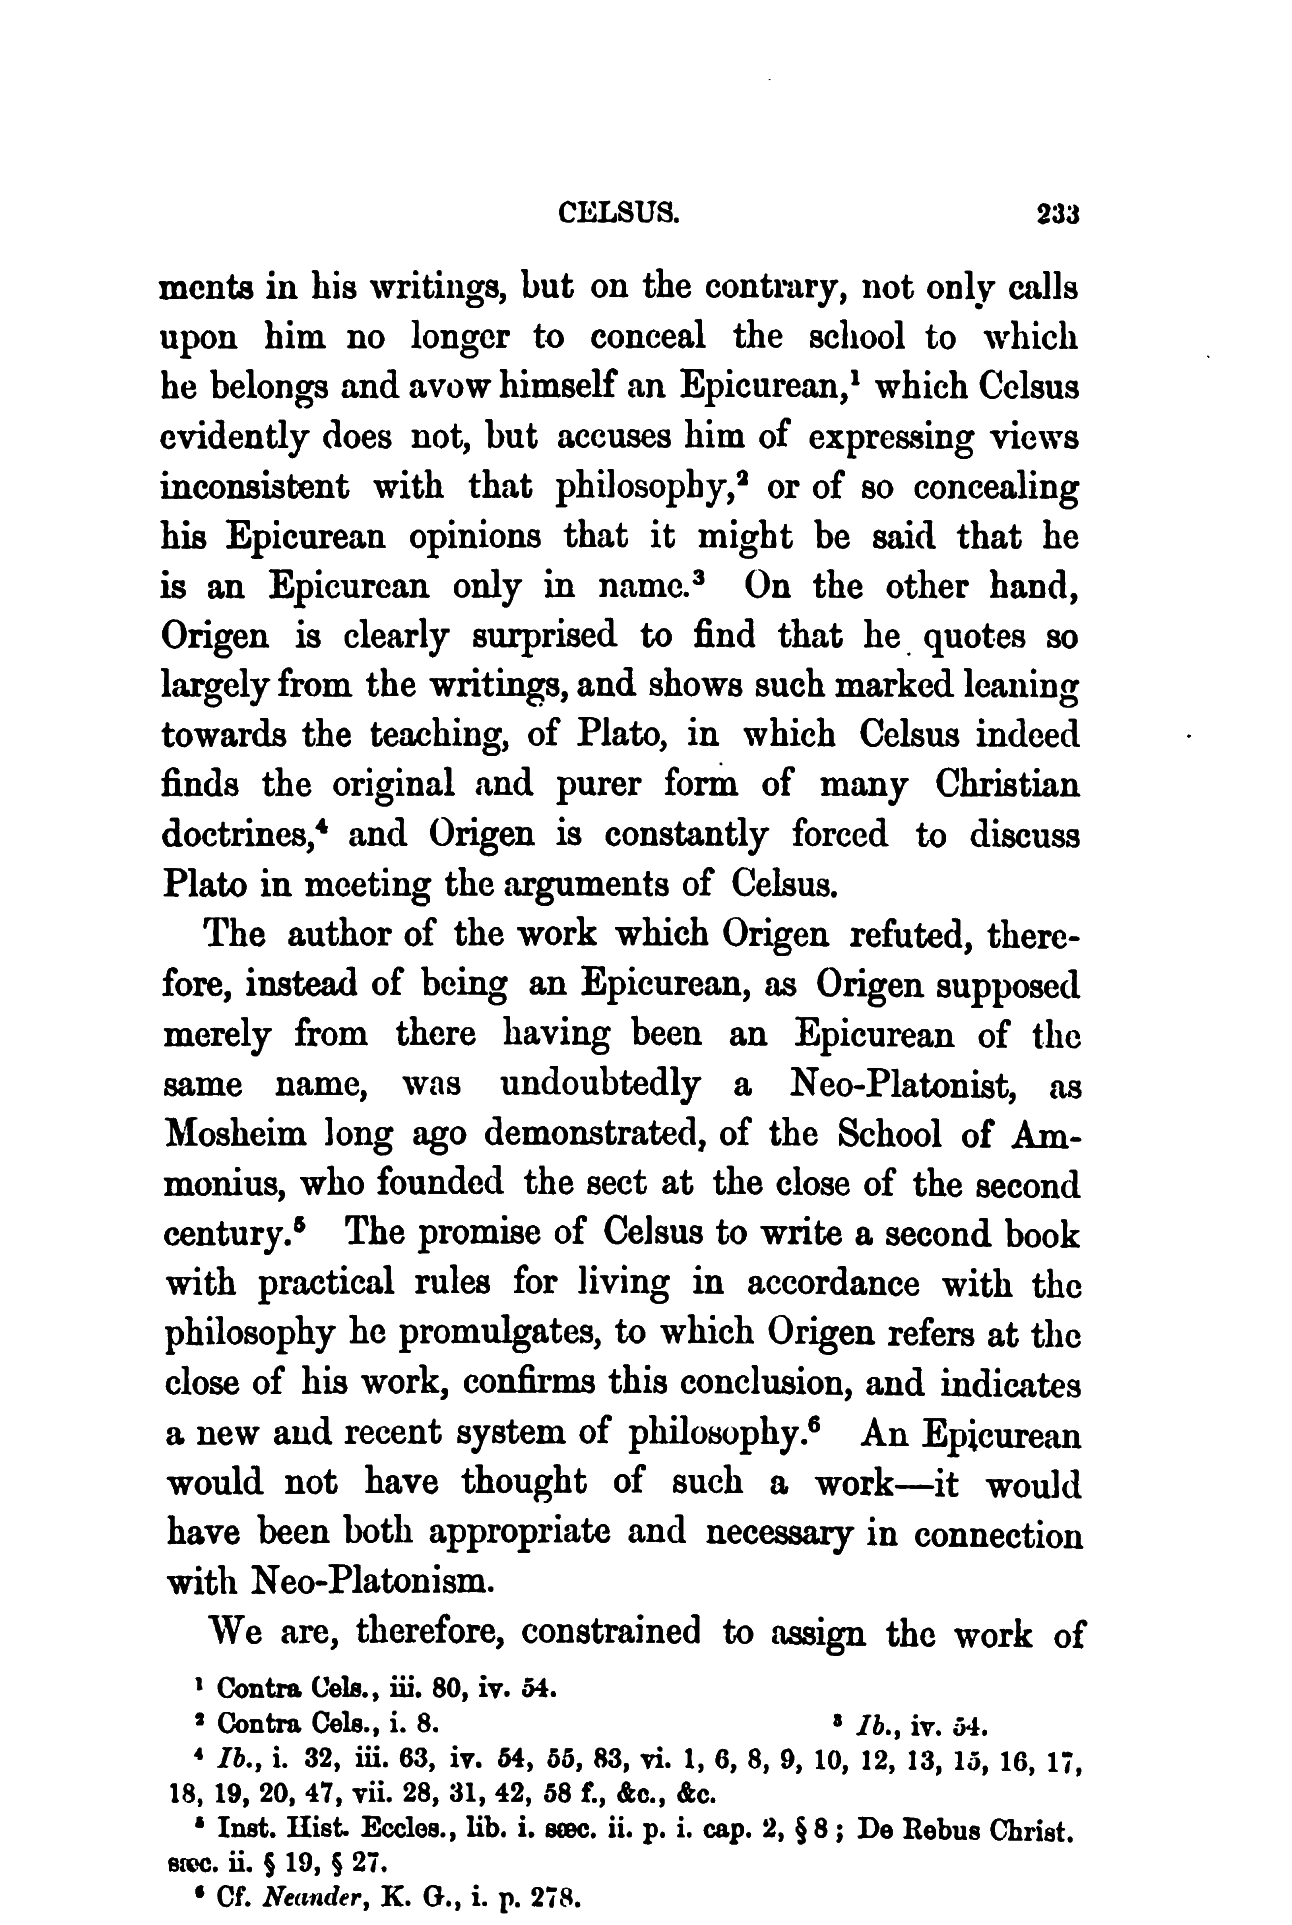 CELSUS. 233
ments in his writings, but on the contrary, not only calls
upon him no longer to conceal the school to which
he belongs and avow himself an Epicurean,¹ which Celsus
evidently does not, but accuses him of expressing views
inconsistent with that philosophy,² or of so concealing
his Epicurean opinions that it might be said that he
is an Epicurean only in name.³ On the other hand,
Origen is clearly surprised to find that he quotes so
largely from the writings, and shows such marked leaning
towards the teaching, of Plato, in which Celsus indeed
finds the original and purer form of many Christian
doctrines,⁴ and Origen is constantly forced to discuss
Plato in meeting the arguments of Celsus.
The author of the work which Origen refuted, there-
fore, instead of being an Epicurean, as Origen supposed
merely from there having been an Epicurean of the
same name, was undoubtedly a Neo-Platonist, as
Mosheim long ago demonstrated, of the School of Am-
monius, who founded the sect at the close of the second
century.⁵ The promise of Celsus to write a second book
with practical rules for living in accordance with the
philosophy he promulgates, to which Origen refers at the
close of his work, confirms this conclusion, and indicates
a new and recent system of philosophy.⁶ An Epicurean
would not have thought of such a work—it would
have been both appropriate and necessary in connection
with Neo-Platonism.
We are, therefore, constrained to assign the work of
¹ Contra Cels., iii. 80, iv. 54.
² Contra Cels., i. 8. ³ Ib., iv. 54.
⁴ Ib., i. 32, iii. 63, iv. 54, 55, 83, vi. 1, 6, 8, 9, 10, 12, 13, 15, 16, 17,
18, 19, 20, 47, vii. 28, 31, 42, 58 f., &c., &c.
⁵ Inst. Hist. Eccles., lib. i. sæc. ii. p. i. cap. 2, § 8 ; De Rebus Christ.
sæc. ii. § 19, § 27.
⁶ Cf. Neander, K. G., i. p. 278.